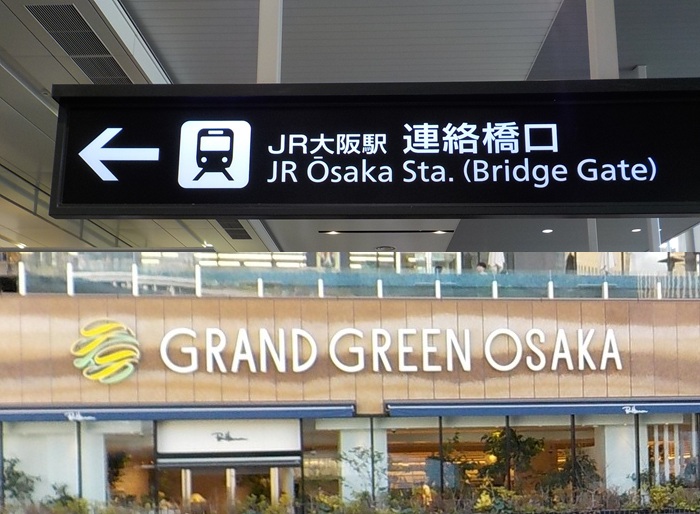 JR大阪駅 連絡橋口
JR Ōsaka Sta. (Bridge Gate)
GRAND GREEN OSAKA